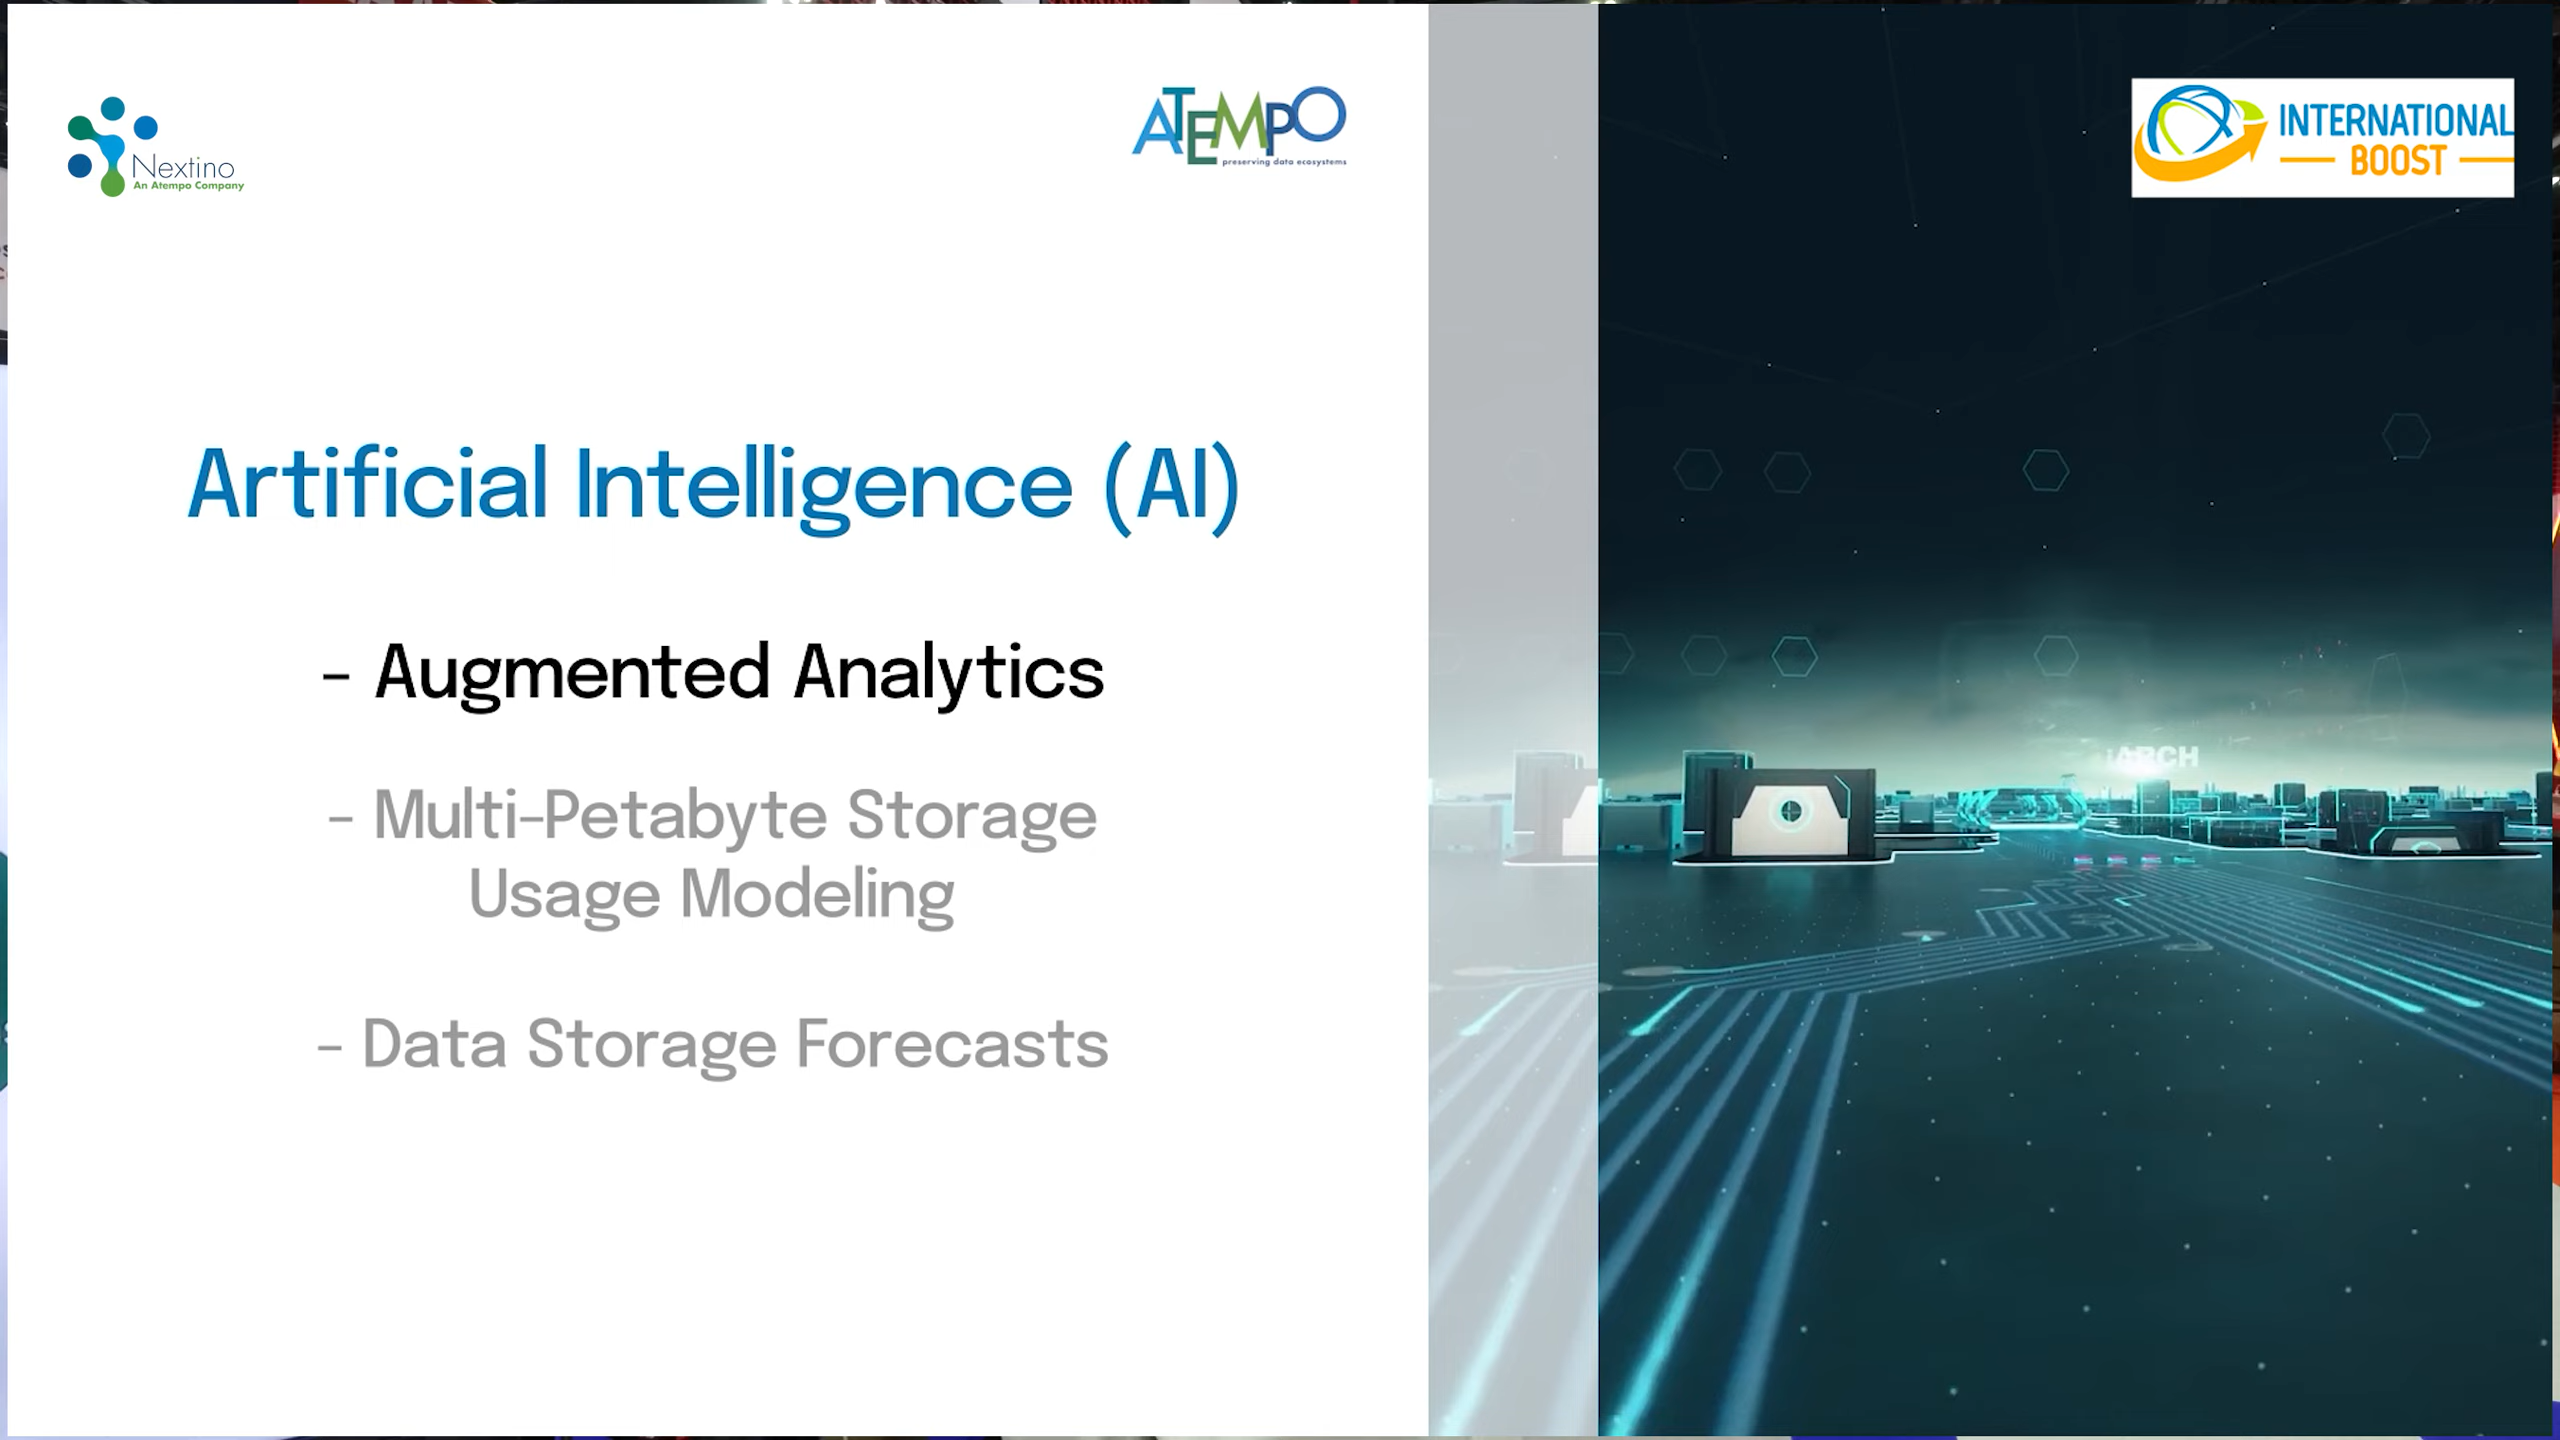 Nextino
An Atempo Company
ATEMPO
preserving data ecosystems
INTERNATIONAL
BOOST
Artificial Intelligence (AI)
- Augmented Analytics
- Multi-Petabyte Storage
Usage Modeling
- Data Storage Forecasts